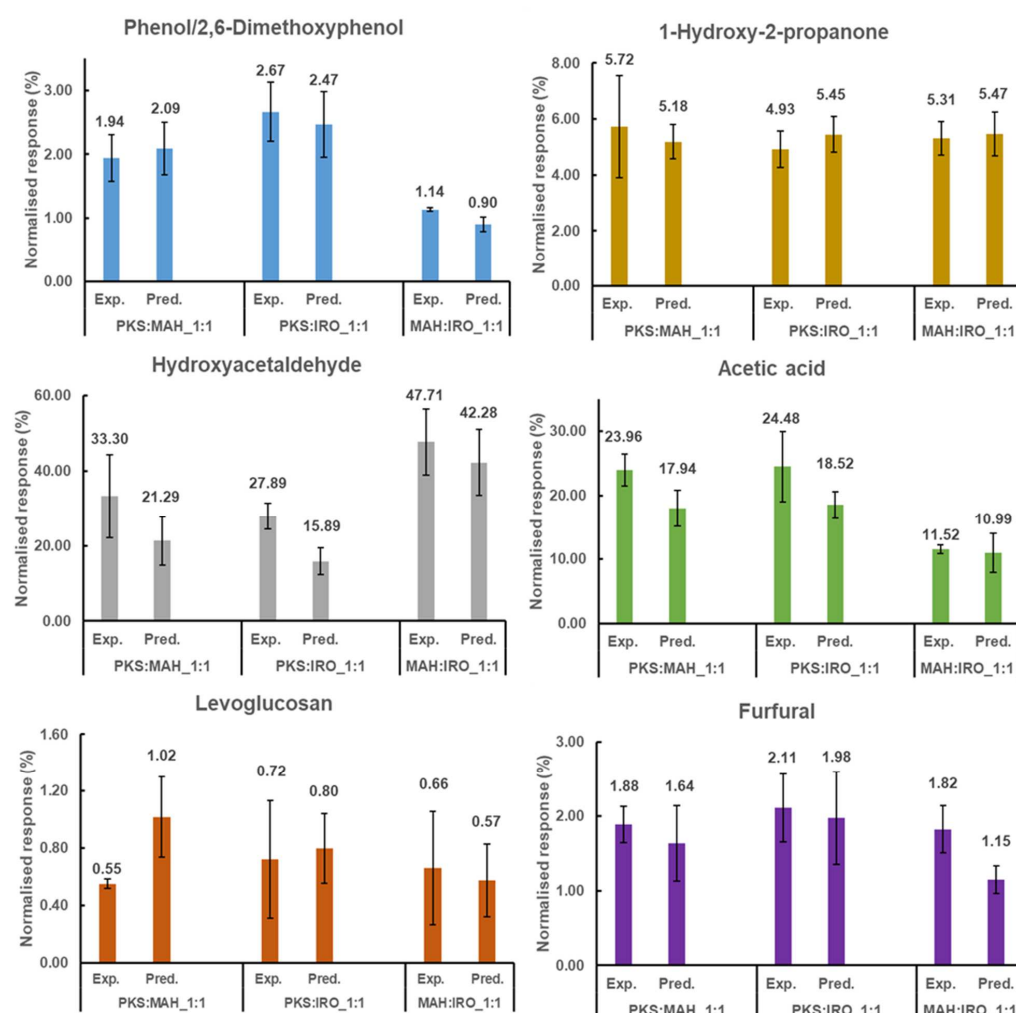 Phenol/2,6-Dimethoxyphenol
Normalised response (%)
3.00
2.00
1.00
0.00
1.94
2.09
2.67
2.47
1.14
0.90
Exp. Pred. Exp. Pred. Exp. Pred.
PKS:MAH_1:1 PKS:IRO_1:1 MAH:IRO_1:1
1-Hydroxy-2-propanone
Normalised response (%)
8.00
6.00
4.00
2.00
0.00
5.72
5.18
4.93
5.45
5.31
5.47
Exp. Pred. Exp. Pred. Exp. Pred.
PKS:MAH_1:1 PKS:IRO_1:1 MAH:IRO_1:1
Hydroxyacetaldehyde
Normalised response (%)
60.00
40.00
20.00
0.00
33.30
21.29
27.89
15.89
47.71
42.28
Exp. Pred. Exp. Pred. Exp. Pred.
PKS:MAH_1:1 PKS:IRO_1:1 MAH:IRO_1:1
Acetic acid
Normalised response (%)
30.00
20.00
10.00
0.00
23.96
17.94
24.48
18.52
11.52
10.99
Exp. Pred. Exp. Pred. Exp. Pred.
PKS:MAH_1:1 PKS:IRO_1:1 MAH:IRO_1:1
Levoglucosan
Normalised response (%)
1.60
1.20
0.80
0.40
0.00
0.55
1.02
0.72
0.80
0.66
0.57
Exp. Pred. Exp. Pred. Exp. Pred.
PKS:MAH_1:1 PKS:IRO_1:1 MAH:IRO_1:1
Furfural
Normalised response (%)
3.00
2.00
1.00
0.00
1.88
1.64
2.11
1.98
1.82
1.15
Exp. Pred. Exp. Pred. Exp. Pred.
PKS:MAH_1:1 PKS:IRO_1:1 MAH:IRO_1:1